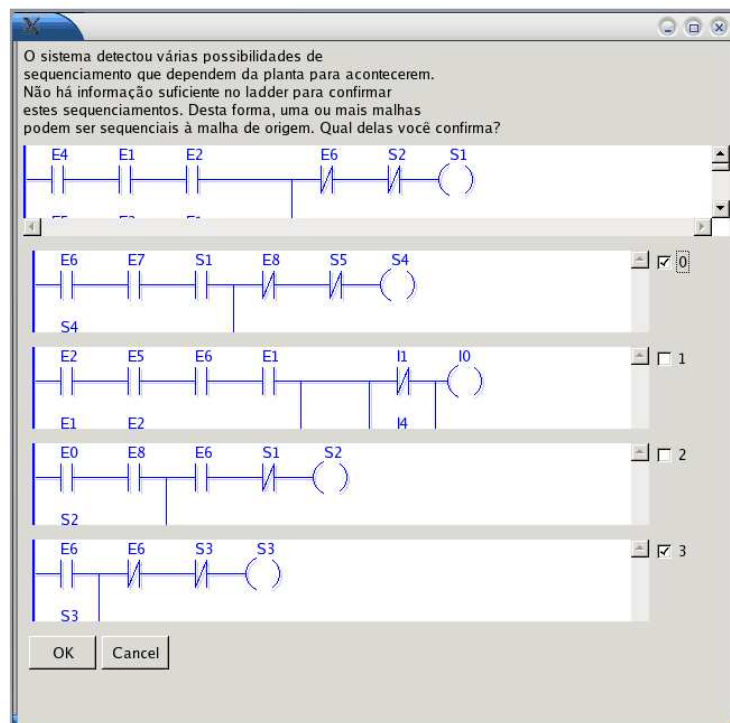 O sistema detectou várias possibilidades de
sequenciamento que dependem da planta para acontecerem.
Não há informação suficiente no ladder para confirmar
estes sequenciamentos. Desta forma, uma ou mais malhas
podem ser sequenciais à malha de origem. Qual delas você confirma?
E4 E1 E2 E6 S2 S1
E6 E7 S1 E8 S5 S4 0
S4
E2 E5 E6 E1 I1 I0 1
E1 E2 I4
E0 E8 E6 S1 S2 2
S2
E6 E6 S3 S3 3
S3
OK Cancel